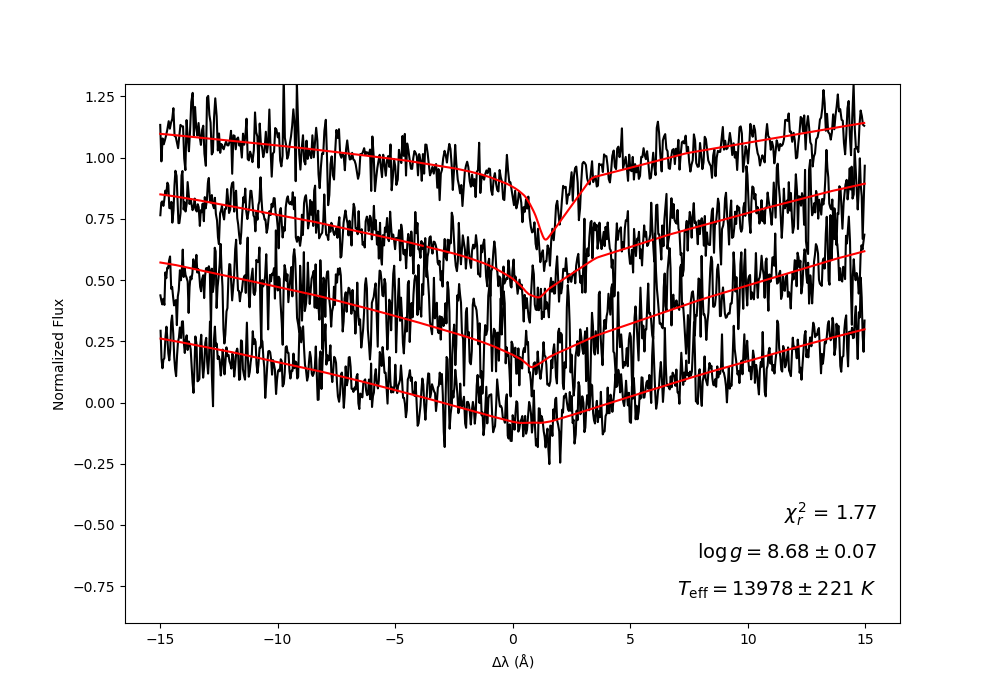 1.25
1.00
0.75
0.50
0.25
0.00
−0.25
−0.50
−0.75
Normalized Flux
χ²ᵣ = 1.77
log g = 8.68 ± 0.07
T_eff = 13978 ± 221 K
−15 −10 −5 0 5 10 15
Δλ (Å)